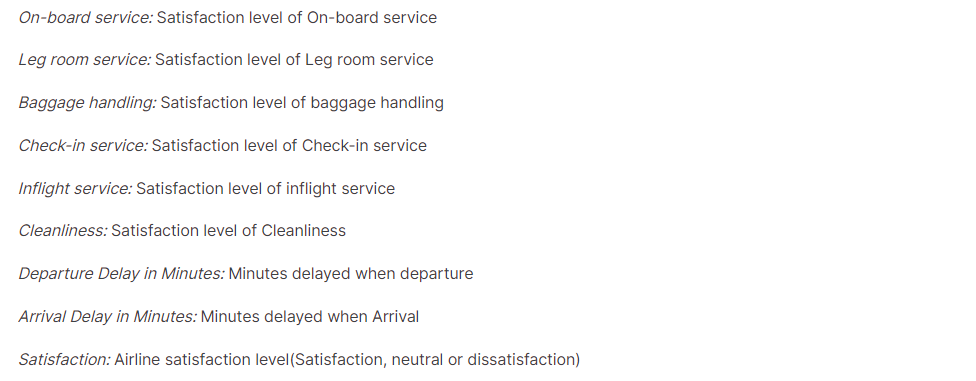 On-board service: Satisfaction level of On-board service
Leg room service: Satisfaction level of Leg room service
Baggage handling: Satisfaction level of baggage handling
Check-in service: Satisfaction level of Check-in service
Inflight service: Satisfaction level of inflight service
Cleanliness: Satisfaction level of Cleanliness
Departure Delay in Minutes: Minutes delayed when departure
Arrival Delay in Minutes: Minutes delayed when Arrival
Satisfaction: Airline satisfaction level(Satisfaction, neutral or dissatisfaction)